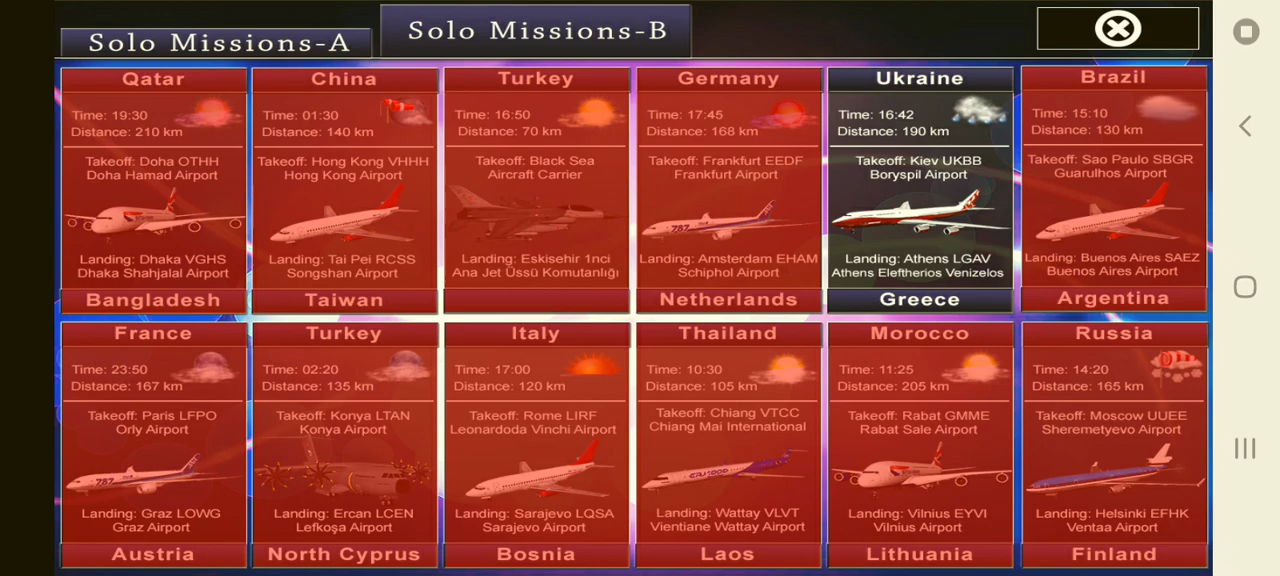 Solo Missions-A
Solo Missions-B
Qatar
Time: 19:30
Distance: 210 km
Takeoff: Doha OTHH
Doha Hamad Airport
Landing: Dhaka VGHS
Dhaka Shahjalal Airport
Bangladesh
China
Time: 01:30
Distance: 140 km
Takeoff: Hong Kong VHHH
Hong Kong Airport
Landing: Tai Pei RCSS
Songshan Airport
Taiwan
Turkey
Time: 16:50
Distance: 70 km
Takeoff: Black Sea
Aircraft Carrier
Landing: Eskisehir 1nci
Ana Jet Üssü Komutanlığı
Germany
Time: 17:45
Distance: 168 km
Takeoff: Frankfurt EEDF
Frankfurt Airport
787
Landing: Amsterdam EHAM
Schiphol Airport
Netherlands
Ukraine
Time: 16:42
Distance: 190 km
Takeoff: Kiev UKBB
Boryspil Airport
Landing: Athens LGAV
Athens Eleftherios Venizelos
Greece
Brazil
Time: 15:10
Distance: 130 km
Takeoff: Sao Paulo SBGR
Guarulhos Airport
Landing: Buenos Aires SAEZ
Buenos Aires Airport
Argentina
France
Time: 23:50
Distance: 167 km
Takeoff: Paris LFPO
Orly Airport
787
Landing: Graz LOWG
Graz Airport
Austria
Turkey
Time: 02:20
Distance: 135 km
Takeoff: Konya LTAN
Konya Airport
Landing: Ercan LCEN
Lefkoşa Airport
North Cyprus
Italy
Time: 17:00
Distance: 120 km
Takeoff: Rome LIRF
Leonardoda Vinchi Airport
Landing: Sarajevo LQSA
Sarajevo Airport
Bosnia
Thailand
Time: 10:30
Distance: 105 km
Takeoff: Chiang VTCC
Chiang Mai International
Landing: Wattay VLVT
Vientiane Wattay Airport
Laos
Morocco
Time: 11:25
Distance: 205 km
Takeoff: Rabat GMME
Rabat Sale Airport
Landing: Vilnius EYVI
Vilnius Airport
Lithuania
Russia
Time: 14:20
Distance: 165 km
Takeoff: Moscow UUEE
Sheremetyevo Airport
Landing: Helsinki EFHK
Ventaa Airport
Finland